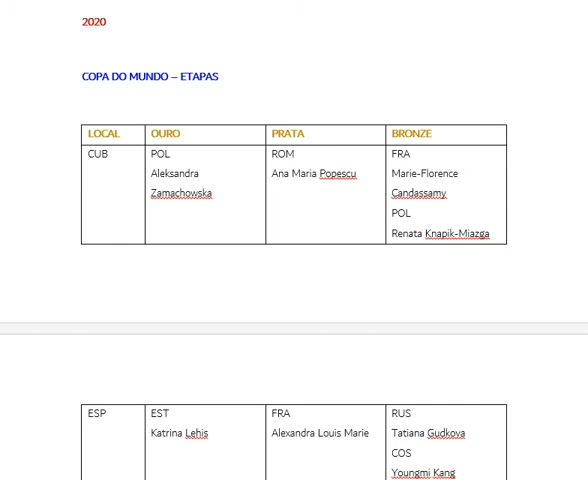 2020
COPA DO MUNDO – ETAPAS
LOCAL OURO PRATA BRONZE
CUB POL ROM FRA
Aleksandra Ana Maria Popescu Marie-Florence
Zamachowska Candassamy
POL
Renata Knapik-Miazga
ESP EST FRA RUS
Katrina Lehis Alexandra Louis Marie Tatiana Gudkova
COS
Youngmi Kang